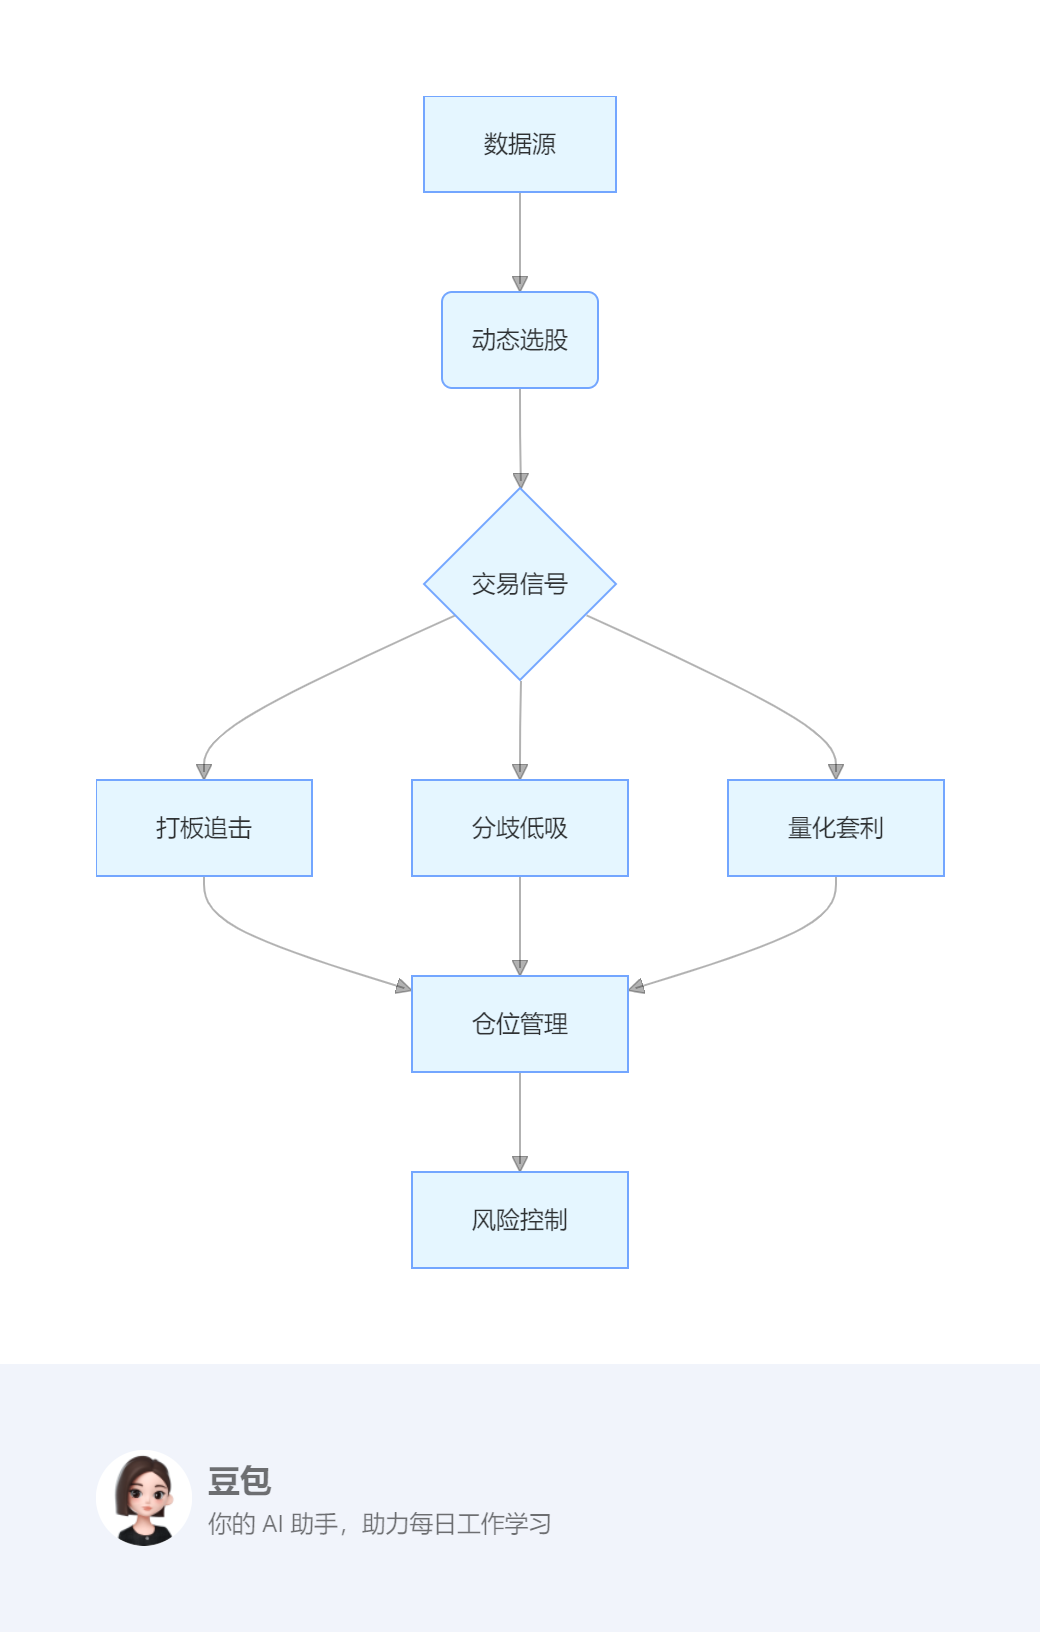 数据源
动态选股
交易信号
打板追击
分歧低吸
量化套利
仓位管理
风险控制
豆包
你的 AI 助手，助力每日工作学习